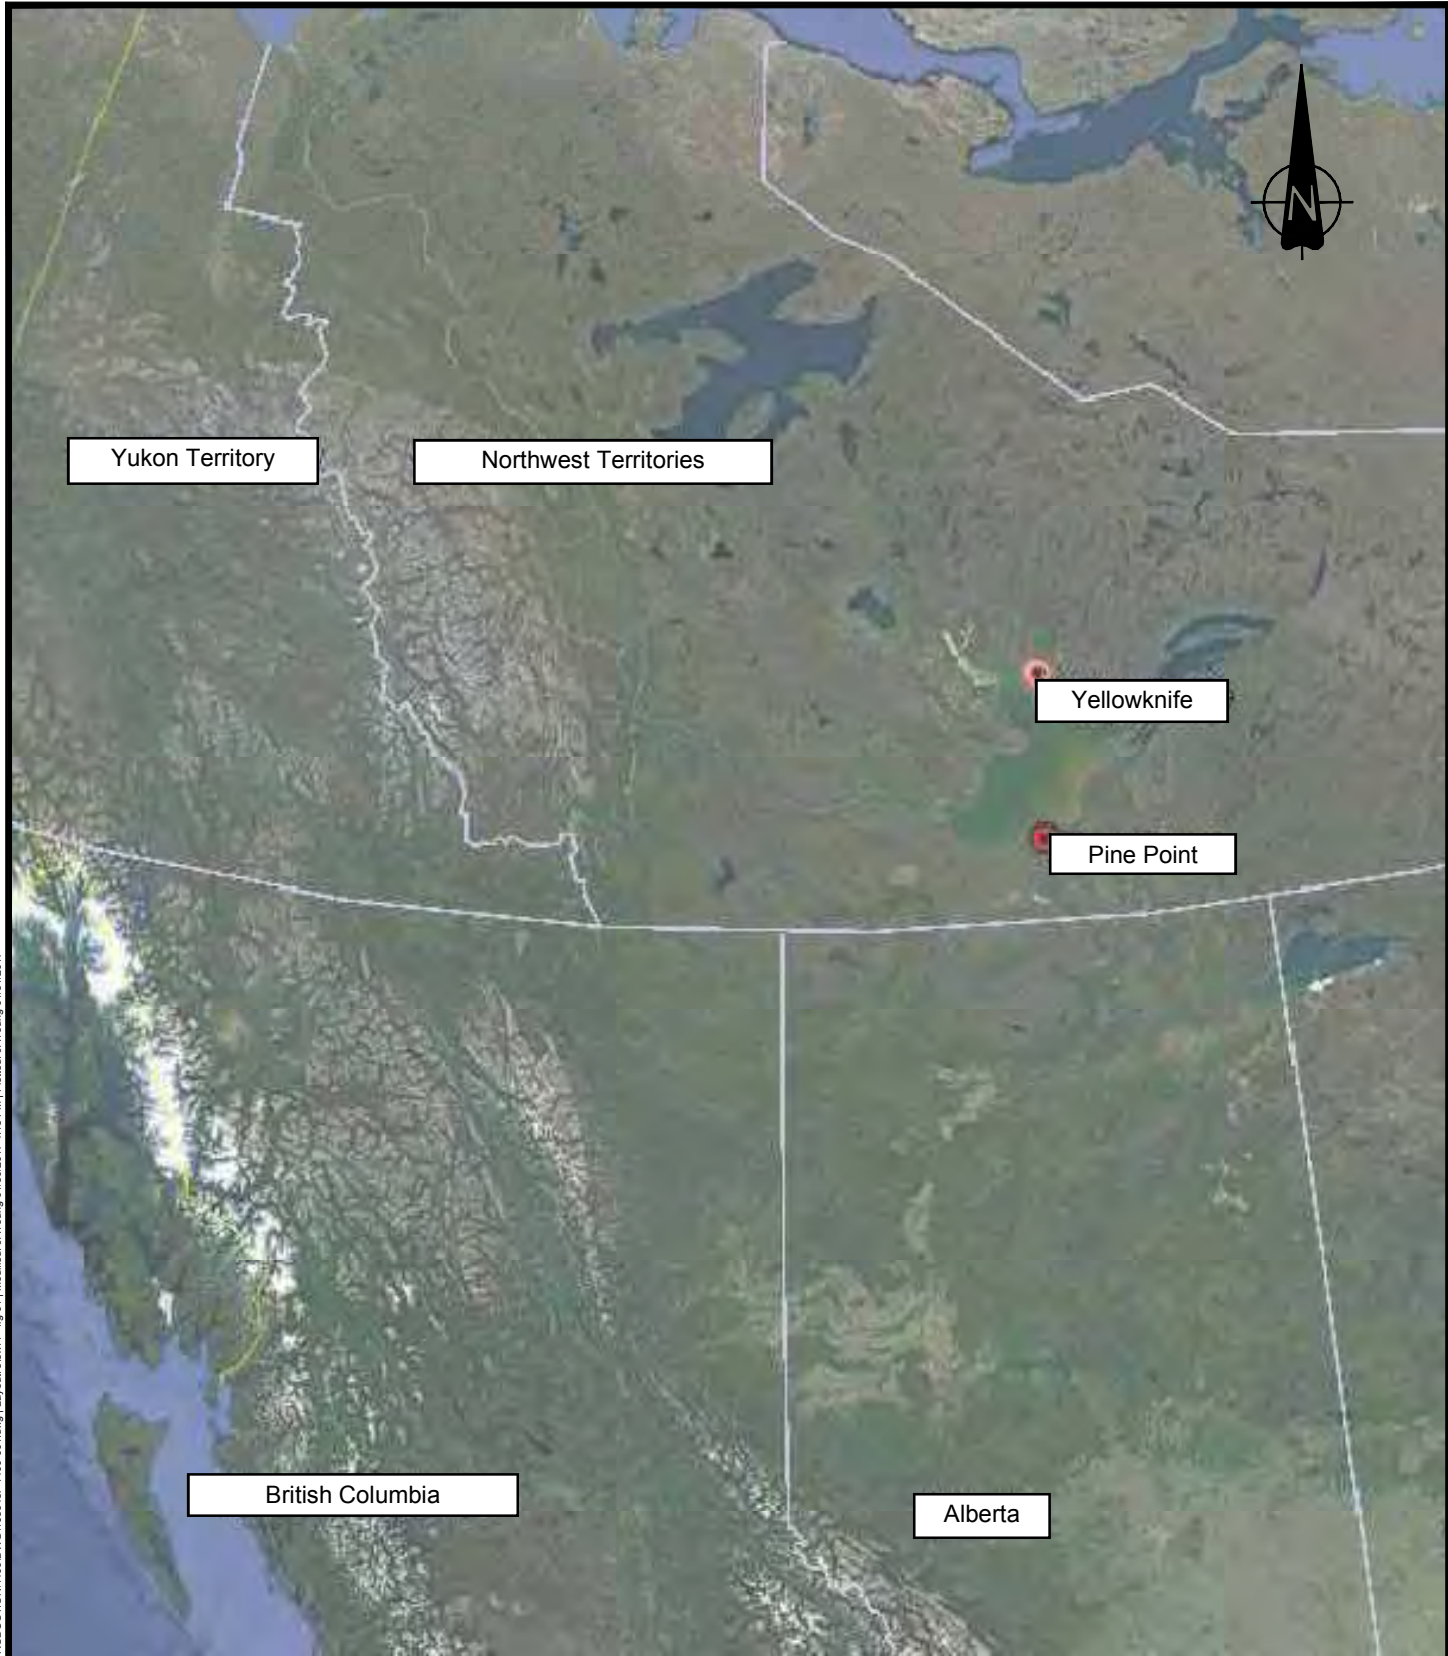 N
Yukon Territory
Northwest Territories
Yellowknife
Pine Point
British Columbia
Alberta